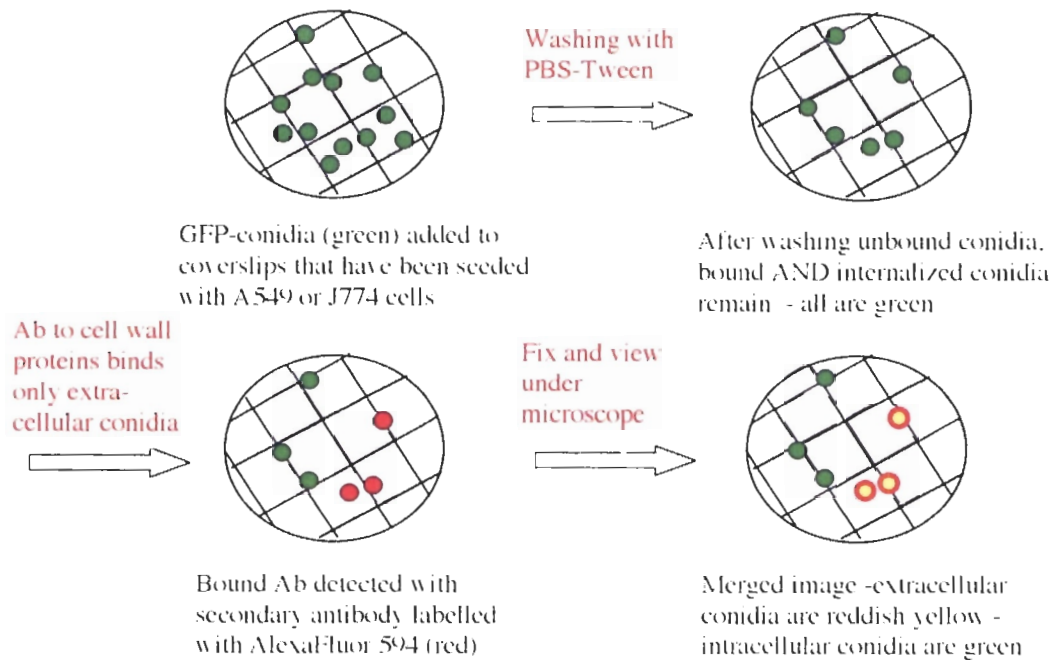 Washing with
PBS-Tween
GFP-conidia (green) added to
coverslips that have been seeded
with A549 or J774 cells
After washing unbound conidia,
bound AND internalized conidia
remain - all are green
Ab to cell wall
proteins binds
only extra-
cellular conidia
Fix and view
under
microscope
Bound Ab detected with
secondary antibody labelled
with AlexaFluor 594 (red)
Merged image -extracellular
conidia are reddish yellow -
intracellular conidia are green